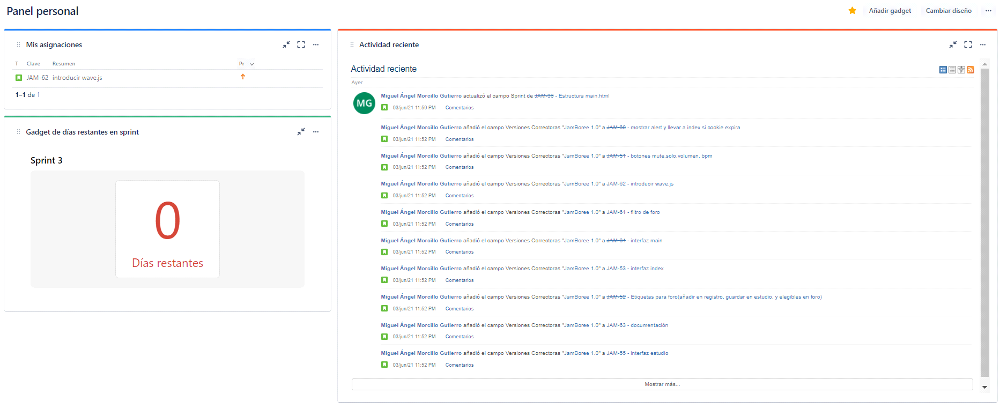 Panel personal
Añadir gadget
Cambiar diseño
Mis asignaciones
T Clave Resumen Pr
JAM-62 introducir wave.js
1–1 de 1
Gadget de días restantes en sprint
Sprint 3
0
Días restantes
Actividad reciente
Actividad reciente
Ayer
MG
Miguel Ángel Morcillo Gutierro actualizó el campo Sprint de JAM-36 - Estructura main.html
03/jun/21 11:59 PM Comentarios
Miguel Ángel Morcillo Gutierro añadió el campo Versiones Correctoras "JamBoree 1.0" a JAM-60 - mostrar alert y llevar a index si cookie expira
03/jun/21 11:52 PM Comentarios
Miguel Ángel Morcillo Gutierro añadió el campo Versiones Correctoras "JamBoree 1.0" a JAM-51 - botones mute,solo,volumen, bpm
03/jun/21 11:52 PM Comentarios
Miguel Ángel Morcillo Gutierro añadió el campo Versiones Correctoras "JamBoree 1.0" a JAM-62 - introducir wave.js
03/jun/21 11:52 PM Comentarios
Miguel Ángel Morcillo Gutierro añadió el campo Versiones Correctoras "JamBoree 1.0" a JAM-61 - filtro de foro
03/jun/21 11:52 PM Comentarios
Miguel Ángel Morcillo Gutierro añadió el campo Versiones Correctoras "JamBoree 1.0" a JAM-64 - interfaz main
03/jun/21 11:52 PM Comentarios
Miguel Ángel Morcillo Gutierro añadió el campo Versiones Correctoras "JamBoree 1.0" a JAM-53 - interfaz index
03/jun/21 11:52 PM Comentarios
Miguel Ángel Morcillo Gutierro añadió el campo Versiones Correctoras "JamBoree 1.0" a JAM-52 - Etiquetas para foro(añadir en registro, guardar en estudio, y elegibles en foro)
03/jun/21 11:52 PM Comentarios
Miguel Ángel Morcillo Gutierro añadió el campo Versiones Correctoras "JamBoree 1.0" a JAM-63 - documentación
03/jun/21 11:52 PM Comentarios
Miguel Ángel Morcillo Gutierro añadió el campo Versiones Correctoras "JamBoree 1.0" a JAM-55 - interfaz estudio
03/jun/21 11:52 PM Comentarios
Mostrar más...